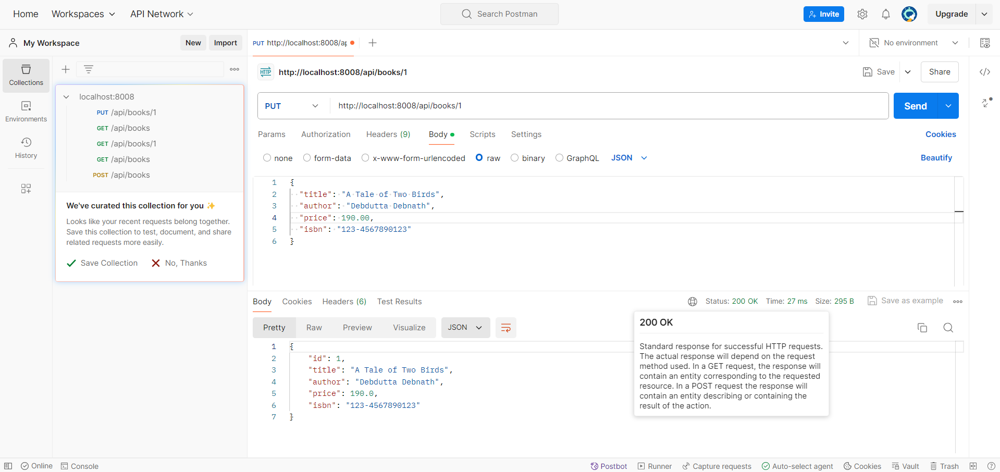 Home Workspaces API Network Search Postman Invite Upgrade
My Workspace New Import PUT http://localhost:8008/ap No environment
Collections
Environments
History
localhost:8008
PUT /api/books/1
GET /api/books
GET /api/books/1
GET /api/books
POST /api/books
We've curated this collection for you ✨
Looks like your recent requests belong together.
Save this collection to test, document, and share
related requests more easily.
Save Collection No, Thanks
HTTP http://localhost:8008/api/books/1 Save Share
PUT http://localhost:8008/api/books/1 Send
Params Authorization Headers (9) Body Scripts Settings Cookies
none form-data x-www-form-urlencoded raw binary GraphQL JSON Beautify
1 {
2 "title": "A Tale of Two Birds",
3 "author": "Debdutta Debnath",
4 "price": 190.00,
5 "isbn": "123-4567890123"
6 }
Body Cookies Headers (6) Test Results Status: 200 OK Time: 27 ms Size: 295 B Save as example
Pretty Raw Preview Visualize JSON
1 {
2 "id": 1,
3 "title": "A Tale of Two Birds",
4 "author": "Debdutta Debnath",
5 "price": 190.0,
6 "isbn": "123-4567890123"
7 }
200 OK
Standard response for successful HTTP requests.
The actual response will depend on the request
method used. In a GET request, the response will
contain an entity corresponding to the requested
resource. In a POST request the response will
contain an entity describing or containing the
result of the action.
Online Console Postbot Runner Capture requests Auto-select agent Cookies Vault Trash